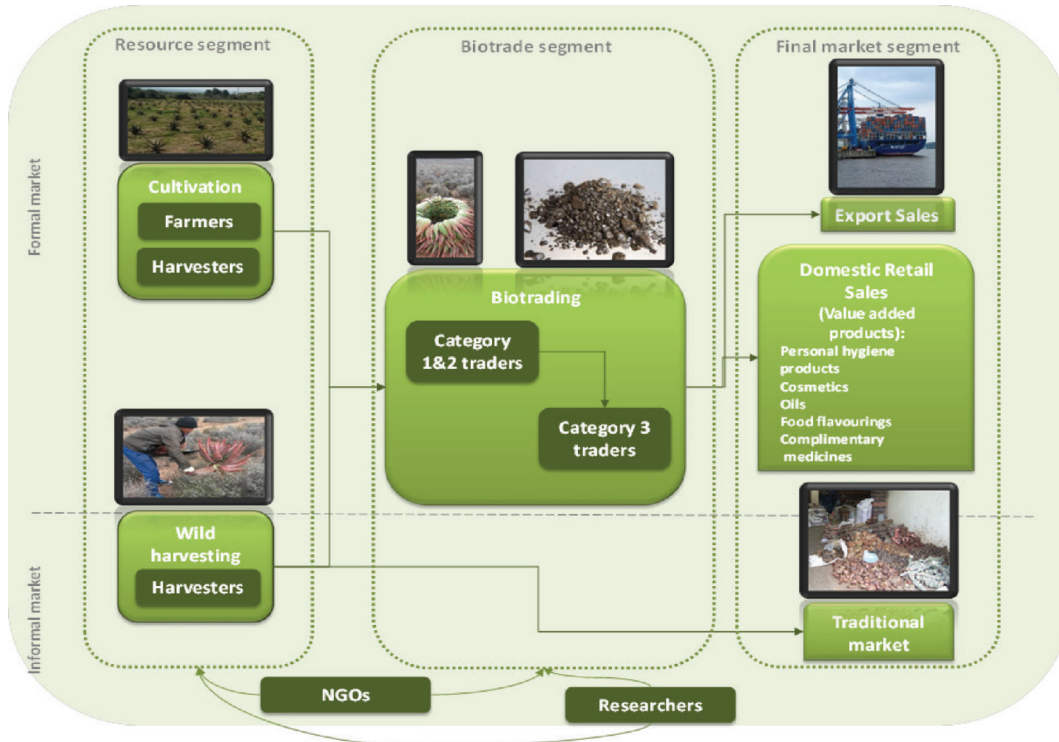 Resource segment
Biotrade segment
Final market segment
Formal market
Informal market
Cultivation
Farmers
Harvesters
Wild
harvesting
Harvesters
Biotrading
Category
1&2 traders
Category 3
traders
Export Sales
Domestic Retail
Sales
(Value added
products):
Personal hygiene
products
Cosmetics
Oils
Food flavourings
Complimentary
medicines
Traditional
market
NGOs
Researchers